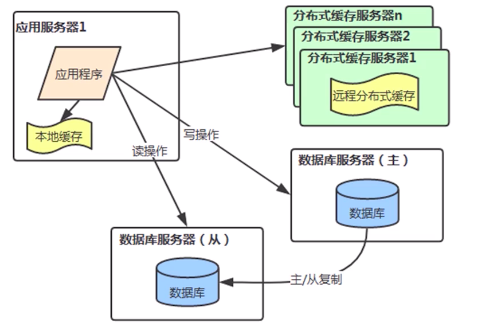 应用服务器1
应用程序
本地缓存
分布式缓存服务器n
分布式缓存服务器2
分布式缓存服务器1
远程分布式缓存
写操作
读操作
数据库服务器（主）
数据库
数据库服务器（从）
数据库
主/从复制